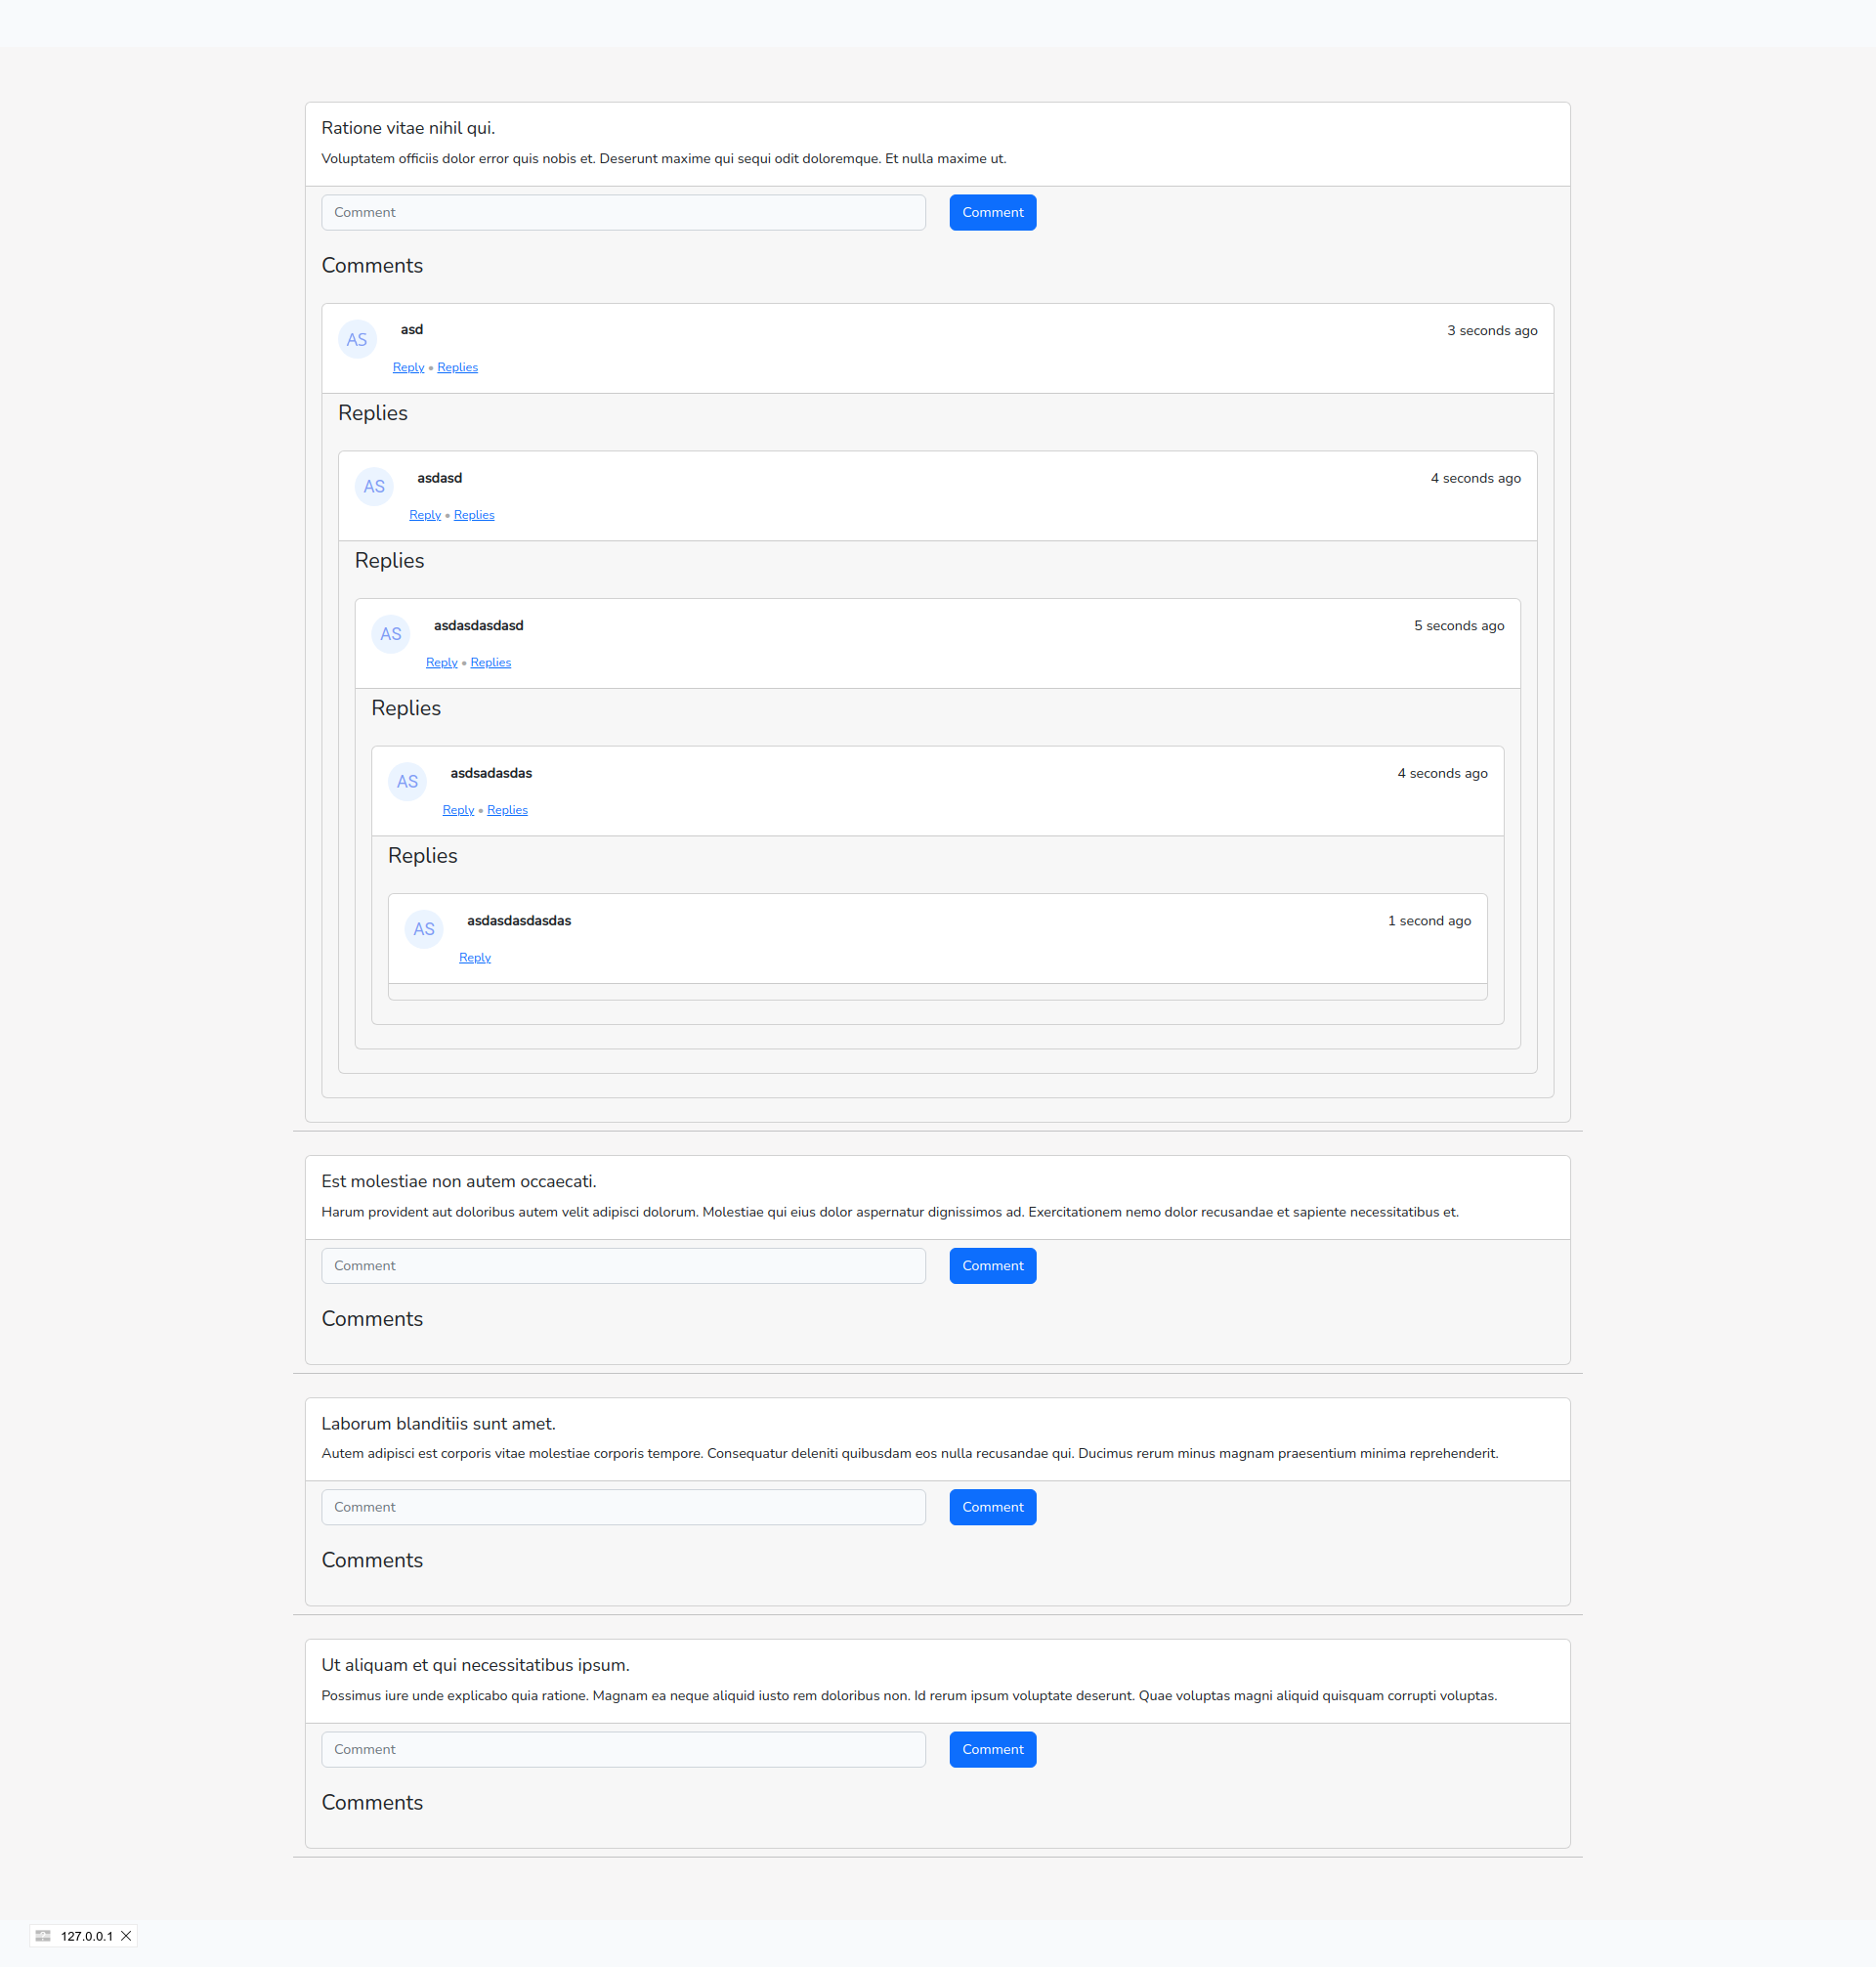 Ratione vitae nihil qui.
Voluptatem officiis dolor error quis nobis et. Deserunt maxime qui sequi odit doloremque. Et nulla maxime ut.
Comment Comment
Comments
AS asd 3 seconds ago
Reply • Replies
Replies
AS asdasd 4 seconds ago
Reply • Replies
Replies
AS asdasdasdasd 5 seconds ago
Reply • Replies
Replies
AS asdsadasdas 4 seconds ago
Reply • Replies
Replies
AS asdasdasdasdas 1 second ago
Reply
Est molestiae non autem occaecati.
Harum provident aut doloribus autem velit adipisci dolorum. Molestiae qui eius dolor aspernatur dignissimos ad. Exercitationem nemo dolor recusandae et sapiente necessitatibus et.
Comment Comment
Comments
Laborum blanditiis sunt amet.
Autem adipisci est corporis vitae molestiae corporis tempore. Consequatur deleniti quibusdam eos nulla recusandae qui. Ducimus rerum minus magnam praesentium minima reprehenderit.
Comment Comment
Comments
Ut aliquam et qui necessitatibus ipsum.
Possimus iure unde explicabo quia ratione. Magnam ea neque aliquid iusto rem doloribus non. Id rerum ipsum voluptate deserunt. Quae voluptas magni aliquid quisquam corrupti voluptas.
Comment Comment
Comments
127.0.0.1